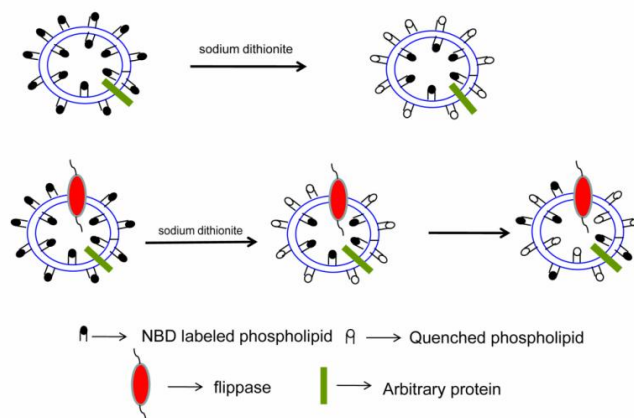 sodium dithionite
sodium dithionite
NBD labeled phospholipid
Quenched phospholipid
flippase
Arbitrary protein